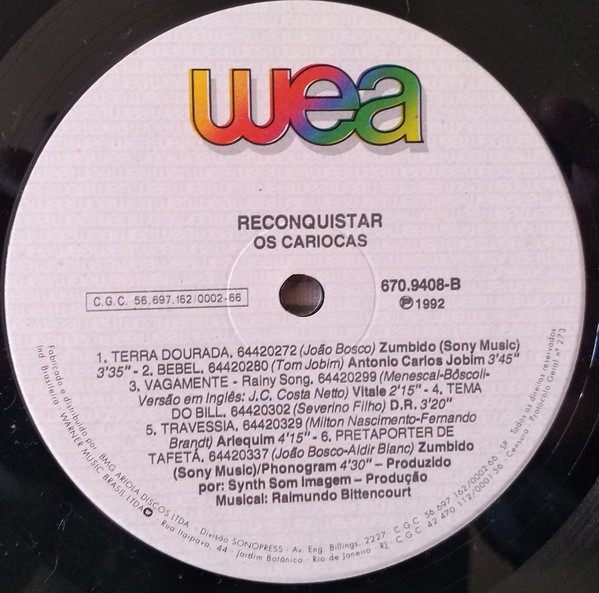 wea
RECONQUISTAR
OS CARIOCAS
C.G.C. 56.697.162/0002-66
670.9408-B
℗ 1992
1. TERRA DOURADA, 64420272 (João Bosco) Zumbido (Sony Music)
3'35" - 2. BEBEL, 64420280 (Tom Jobim) Antonio Carlos Jobim 3'45"
3. VAGAMENTE - Rainy Song, 64420299 (Menescal-Bôscoli-
Versão em Inglês: J.C. Costa Netto) Vitale 2'15" - 4. TEMA
DO BILL, 64420302 (Severino Filho) D.R. 3'20"
5. TRAVESSIA, 64420329 (Milton Nascimento-Fernando
Brandt) Arlequim 4'15" - 6. PRETAPORTER DE
TAFETÁ, 64420337 (João Bosco-Aldir Blanc) Zumbido
(Sony Music)/Phonogram 4'30" – Produzido
por: Synth Som Imagem – Produção
Musical: Raimundo Bittencourt
Fabricado e distribuído por BMG ARIOLA DISCOS LTDA - Divisão SONOPRESS - Av. Eng. Billings, 2227 C.G.C. 56 697 162/0002-66 SP Todos os direitos reservados
Ind. Brasileira - WARNER MUSIC BRASIL LTDA - Rua Itaipava, 44 - Jardim Botânico - Rio de Janeiro - RJ C.G.C. 42 470 112/0001-56 - Censura - Protocolo Geral nº 273